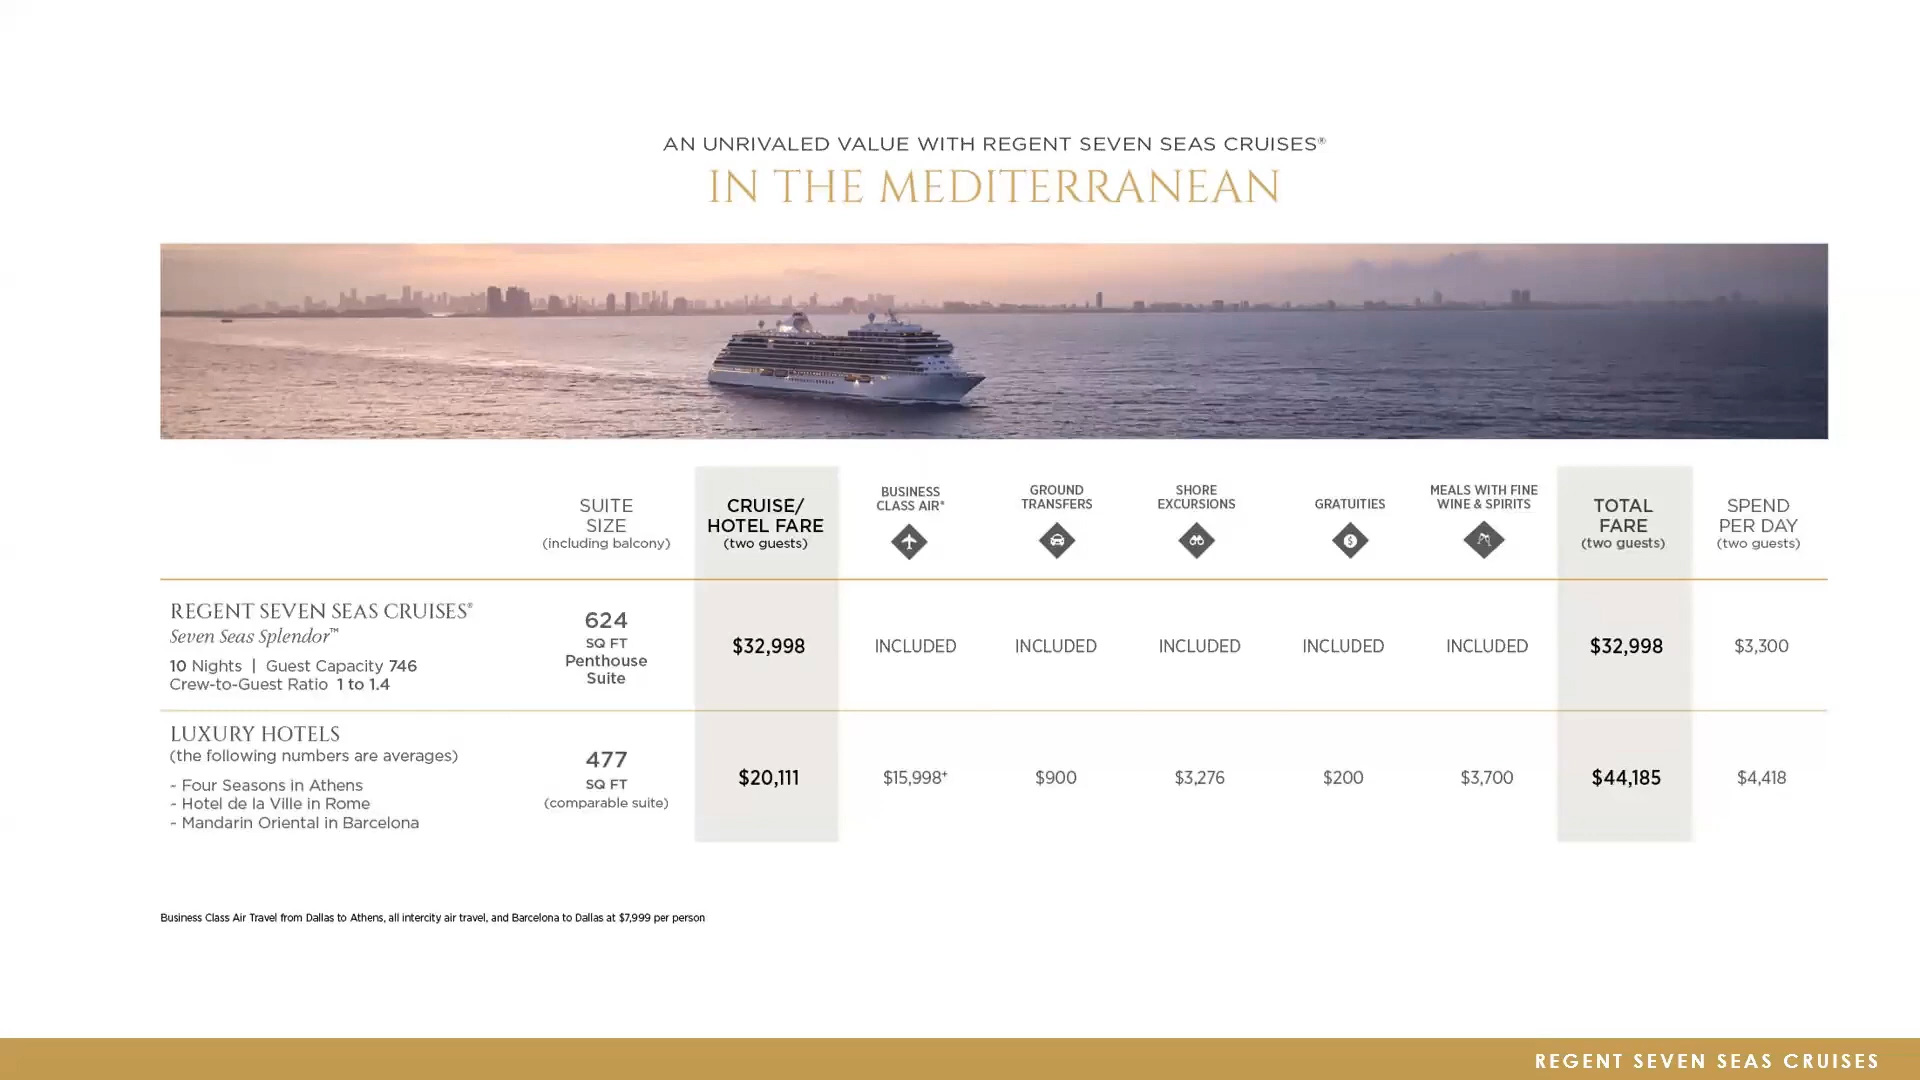 AN UNRIVALED VALUE WITH REGENT SEVEN SEAS CRUISES®
IN THE MEDITERRANEAN
SUITE
SIZE
(including balcony)
CRUISE/
HOTEL FARE
(two guests)
BUSINESS
CLASS AIR*
GROUND
TRANSFERS
SHORE
EXCURSIONS
GRATUITIES
MEALS WITH FINE
WINE & SPIRITS
TOTAL
FARE
(two guests)
SPEND
PER DAY
(two guests)
REGENT SEVEN SEAS CRUISES®
Seven Seas Splendor™
10 Nights | Guest Capacity 746
Crew-to-Guest Ratio 1 to 1.4
624
SQ FT
Penthouse
Suite
$32,998
INCLUDED
INCLUDED
INCLUDED
INCLUDED
INCLUDED
$32,998
$3,300
LUXURY HOTELS
(the following numbers are averages)
- Four Seasons in Athens
- Hotel de la Ville in Rome
- Mandarin Oriental in Barcelona
477
SQ FT
(comparable suite)
$20,111
$15,998+
$900
$3,276
$200
$3,700
$44,185
$4,418
Business Class Air Travel from Dallas to Athens, all intercity air travel, and Barcelona to Dallas at $7,999 per person
REGENT SEVEN SEAS CRUISES